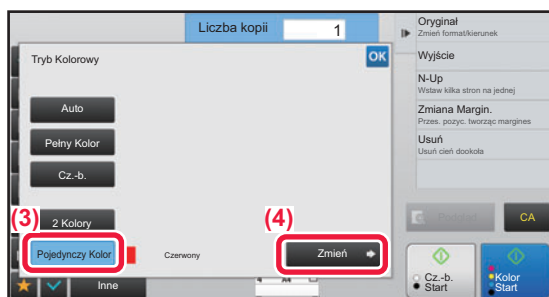 Liczba kopii 1
Tryb Kolorowy
OK
Auto
Pełny Kolor
Cz.-b.
(3)
2 Kolory
(4)
Pojedynczy Kolor
Czerwony
Zmień
Inne
A4
Oryginał
Zmień format/kierunek
Wyjście
N-Up
Wstaw kilka stron na jednej
Zmiana Margin.
Przes. pozyc. tworząc margines
Usuń
Usuń cień dookoła
CA
Cz.-b.
Start
Kolor
Start